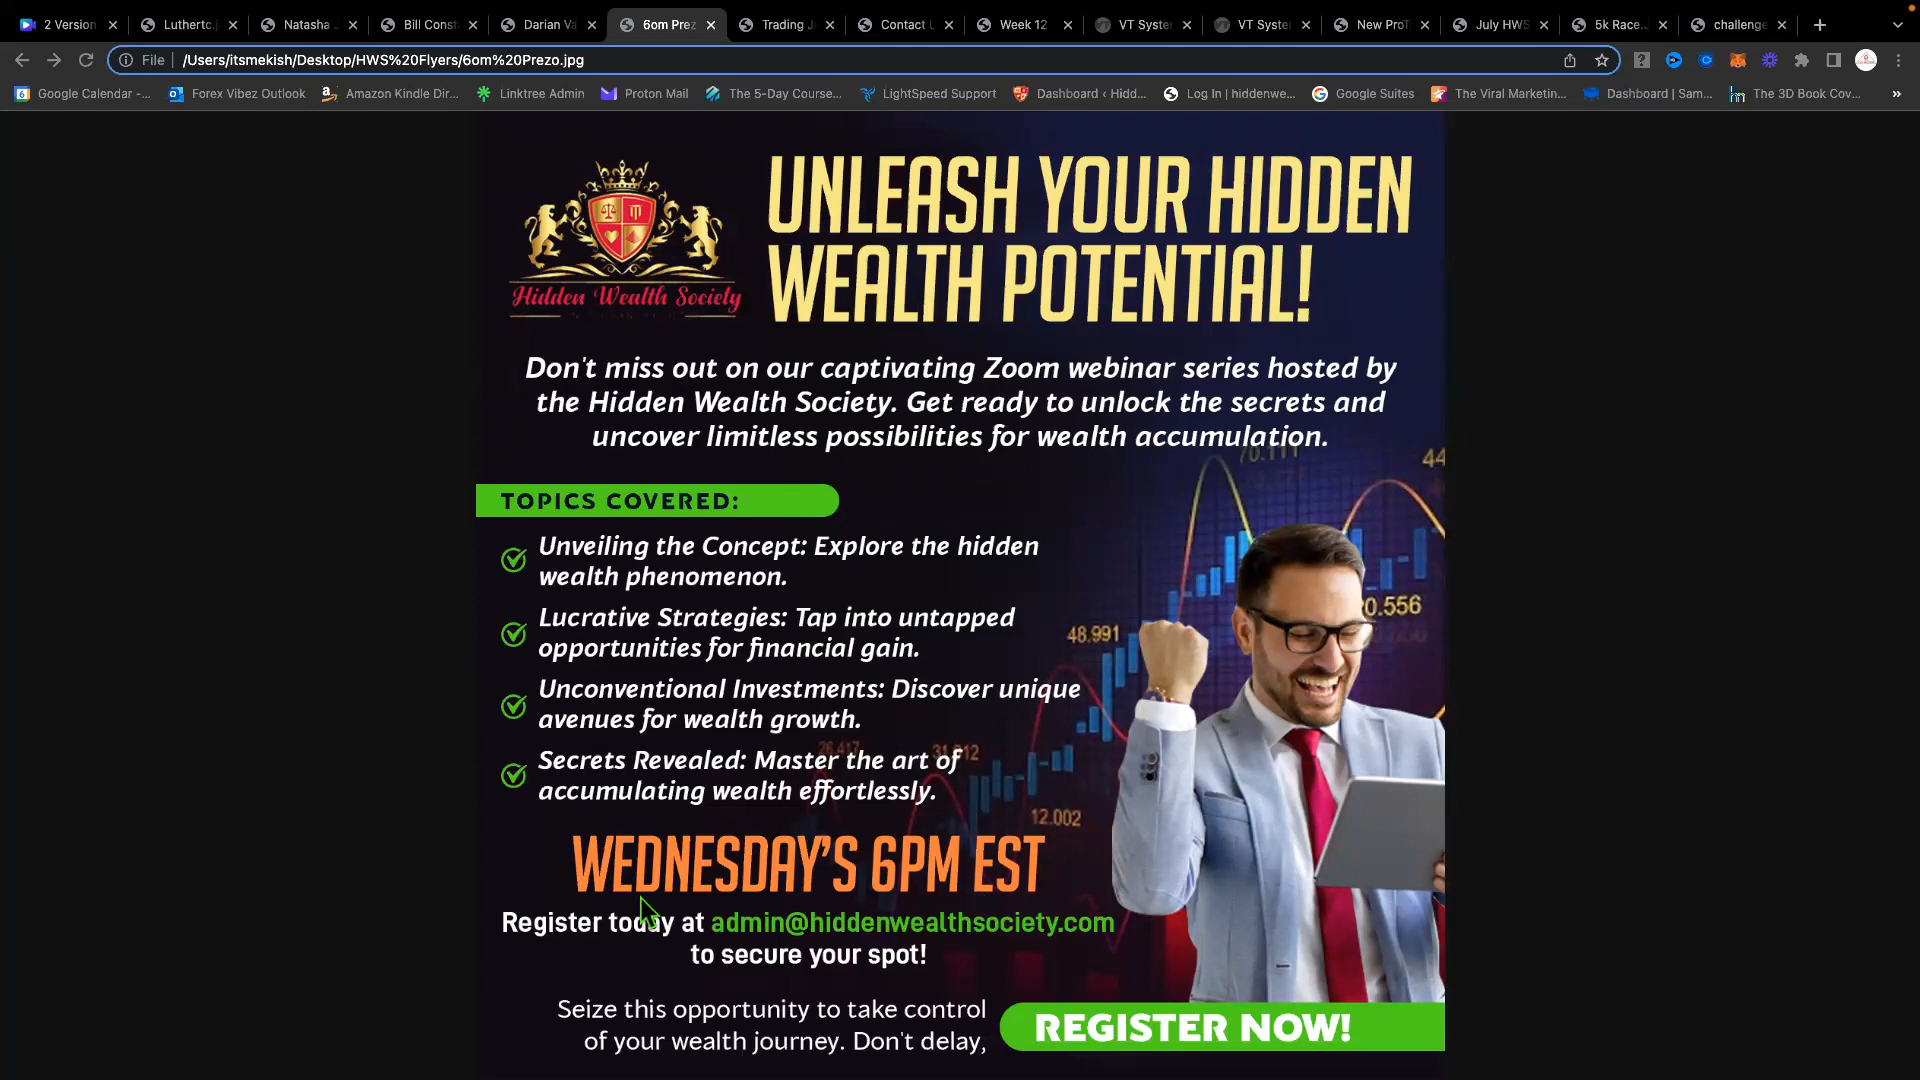 2 Version
Luthertc.j
Natasha
Bill Const
Darian Va
6om Prez
Trading J
Contact U
Week 12
VT Syste
VT Syste
New ProT
July HWS
5k Race.
challenge
File
/Users/itsmekish/Desktop/HWS%20Flyers/6om%20Prezo.jpg
Google Calendar -...
Forex Vibez Outlook
Amazon Kindle Dir...
Linktree Admin
Proton Mail
The 5-Day Course...
LightSpeed Support
Dashboard ‹ Hidd...
Log In | hiddenwe...
Google Suites
The Viral Marketin...
Dashboard | Sam...
The 3D Book Cov...
UNLEASH YOUR HIDDEN
WEALTH POTENTIAL!
Hidden Wealth Society
Don't miss out on our captivating Zoom webinar series hosted by
the Hidden Wealth Society. Get ready to unlock the secrets and
uncover limitless possibilities for wealth accumulation.
70.111
44
TOPICS COVERED:
Unveiling the Concept: Explore the hidden
wealth phenomenon.
Lucrative Strategies: Tap into untapped
opportunities for financial gain.
20.556
48.991
Unconventional Investments: Discover unique
avenues for wealth growth.
Secrets Revealed: Master the art of
accumulating wealth effortlessly.
12.002
WEDNESDAY'S 6PM EST
Register today at admin@hiddenwealthsociety.com
to secure your spot!
Seize this opportunity to take control
of your wealth journey. Don't delay,
REGISTER NOW!